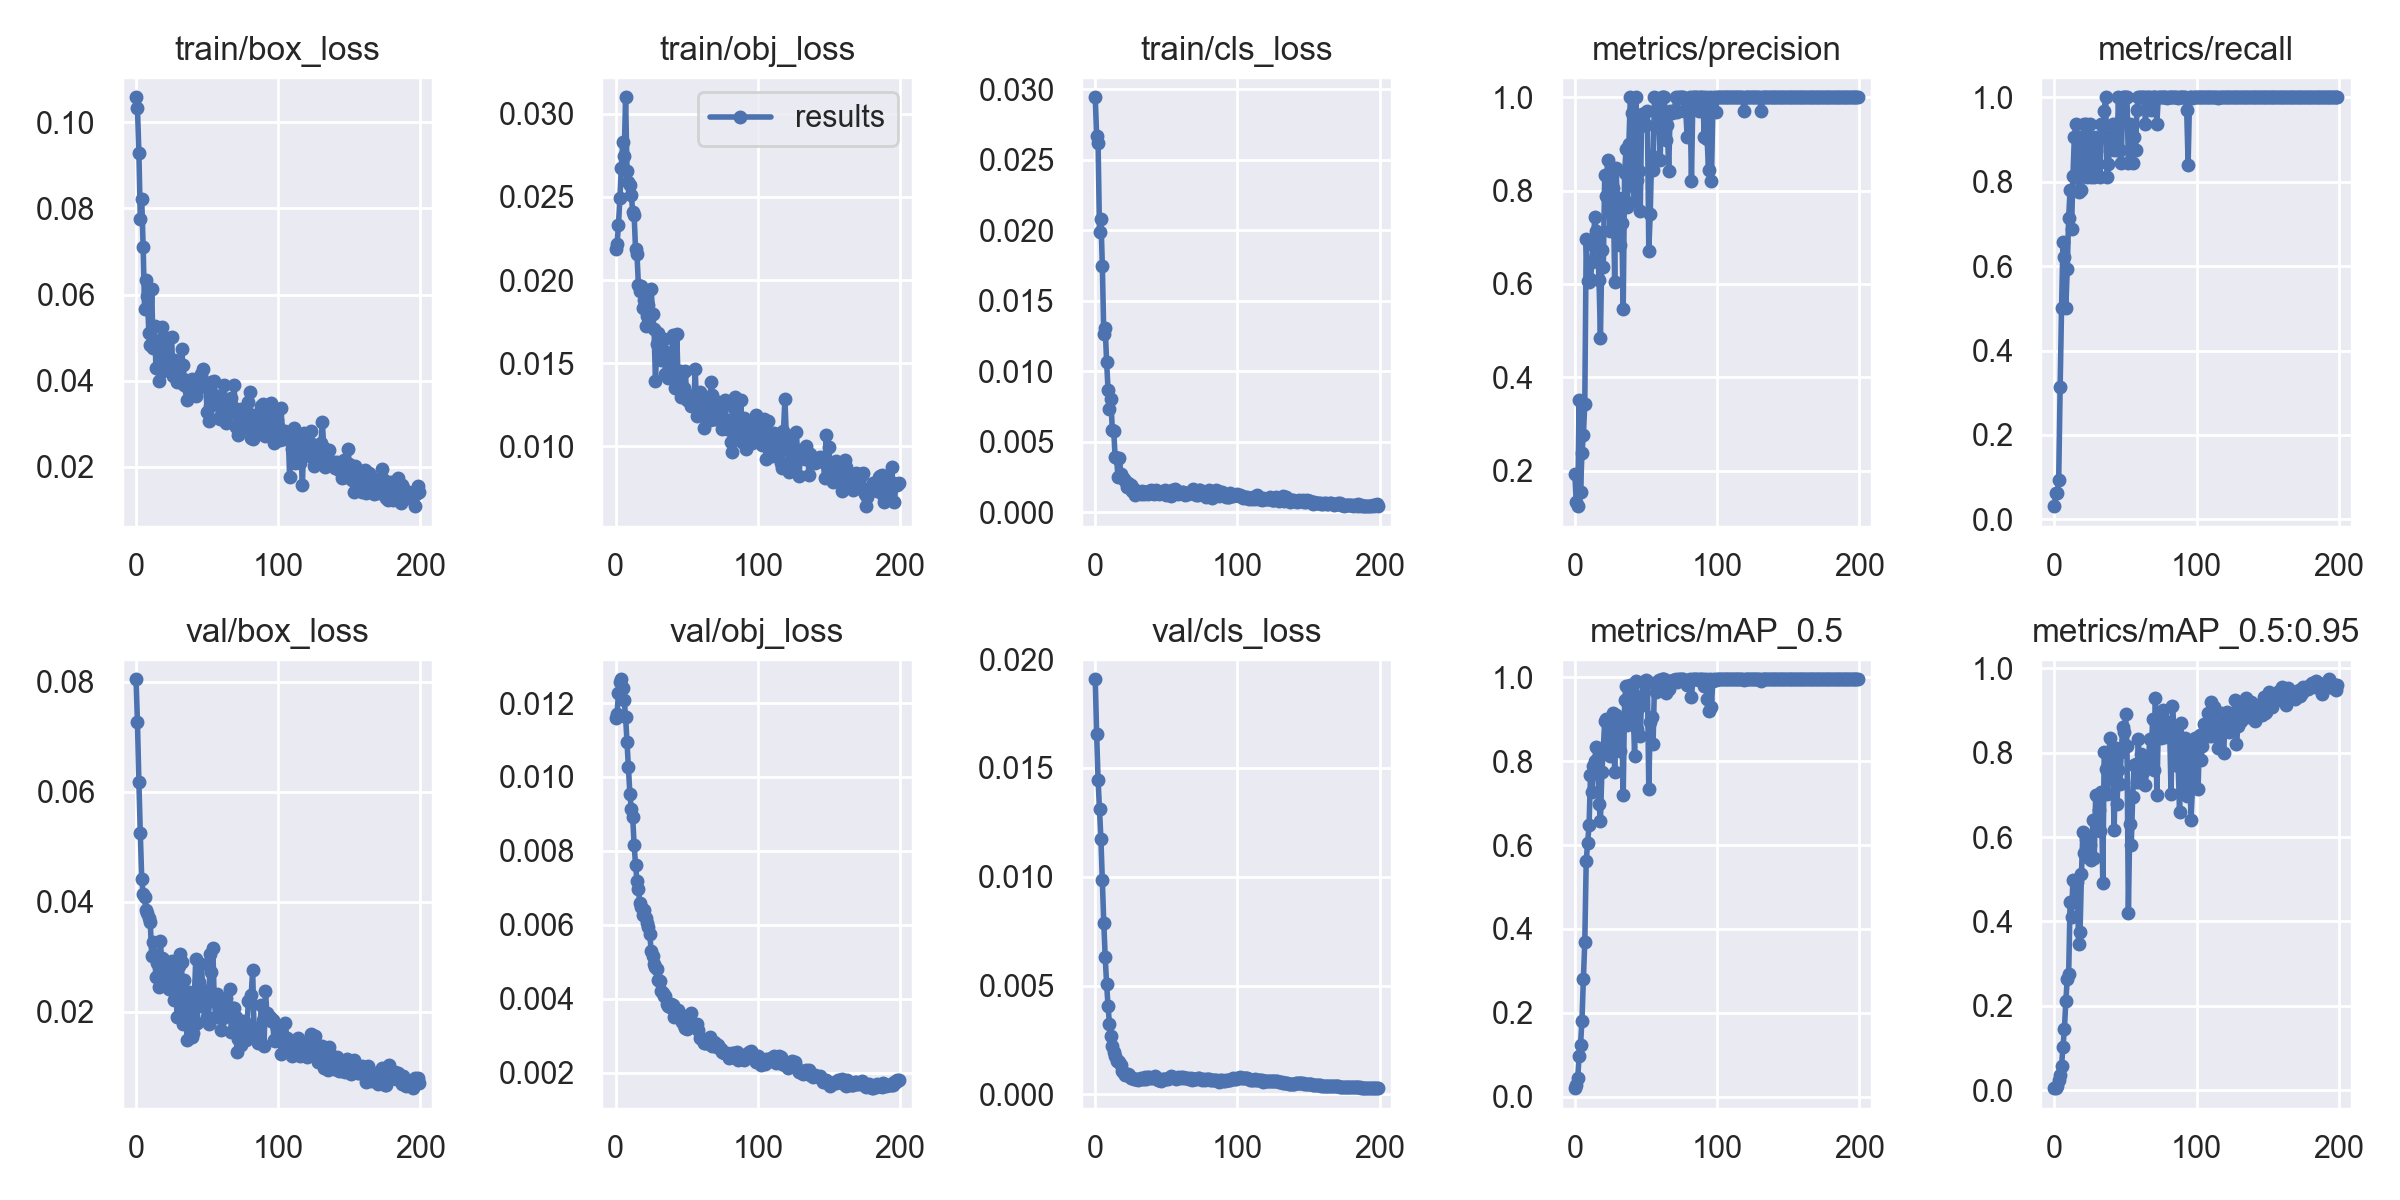 train/box_loss
0.10
0.08
0.06
0.04
0.02
0 100 200
train/obj_loss
results
0.030
0.025
0.020
0.015
0.010
0 100 200
train/cls_loss
0.030
0.025
0.020
0.015
0.010
0.005
0.000
0 100 200
metrics/precision
1.0
0.8
0.6
0.4
0.2
0 100 200
metrics/recall
1.0
0.8
0.6
0.4
0.2
0.0
0 100 200
val/box_loss
0.08
0.06
0.04
0.02
0 100 200
val/obj_loss
0.012
0.010
0.008
0.006
0.004
0.002
0 100 200
val/cls_loss
0.020
0.015
0.010
0.005
0.000
0 100 200
metrics/mAP_0.5
1.0
0.8
0.6
0.4
0.2
0.0
0 100 200
metrics/mAP_0.5:0.95
1.0
0.8
0.6
0.4
0.2
0.0
0 100 200